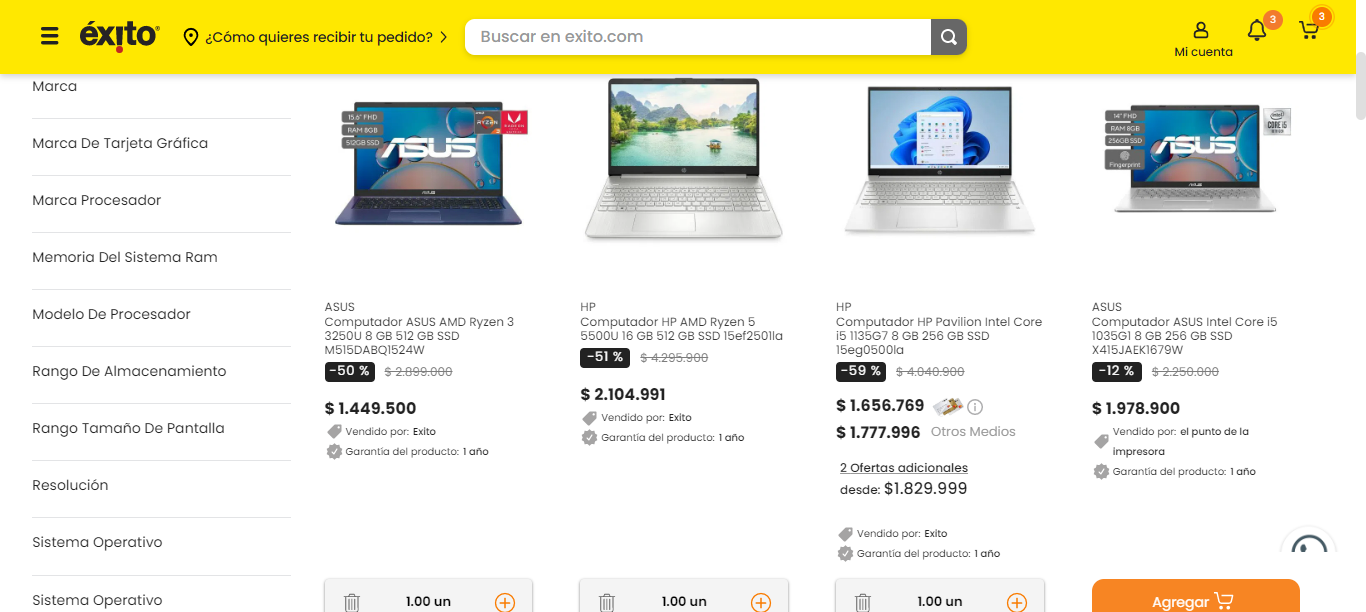 éxito
¿Cómo quieres recibir tu pedido?
Buscar en exito.com
Mi cuenta
3
3
Marca
Marca De Tarjeta Gráfica
Marca Procesador
Memoria Del Sistema Ram
Modelo De Procesador
Rango De Almacenamiento
Rango Tamaño De Pantalla
Resolución
Sistema Operativo
Sistema Operativo
15.6" FHD
RAM 8GB
512GB SSD
ASUS
RYZEN
ASUS
Computador ASUS AMD Ryzen 3
3250U 8 GB 512 GB SSD
M515DABQ1524W
-50 % $ 2.899.000
$ 1.449.500
Vendido por: Exito
Garantía del producto: 1 año
1.00 un
HP
Computador HP AMD Ryzen 5
5500U 16 GB 512 GB SSD 15ef2501la
-51 % $ 4.295.900
$ 2.104.991
Vendido por: Exito
Garantía del producto: 1 año
1.00 un
HP
Computador HP Pavilion Intel Core
i5 1135G7 8 GB 256 GB SSD
15eg0500la
-59 % $ 4.040.900
$ 1.656.769
$ 1.777.996 Otros Medios
2 Ofertas adicionales
desde: $1.829.999
Vendido por: Exito
Garantía del producto: 1 año
1.00 un
14" FHD
RAM 8GB
256GB SSD
Fingerprint
ASUS
intel
CORE i5
ASUS
Computador ASUS Intel Core i5
1035G1 8 GB 256 GB SSD
X415JAEK1679W
-12 % $ 2.250.000
$ 1.978.900
Vendido por: el punto de la
impresora
Garantía del producto: 1 año
Agregar